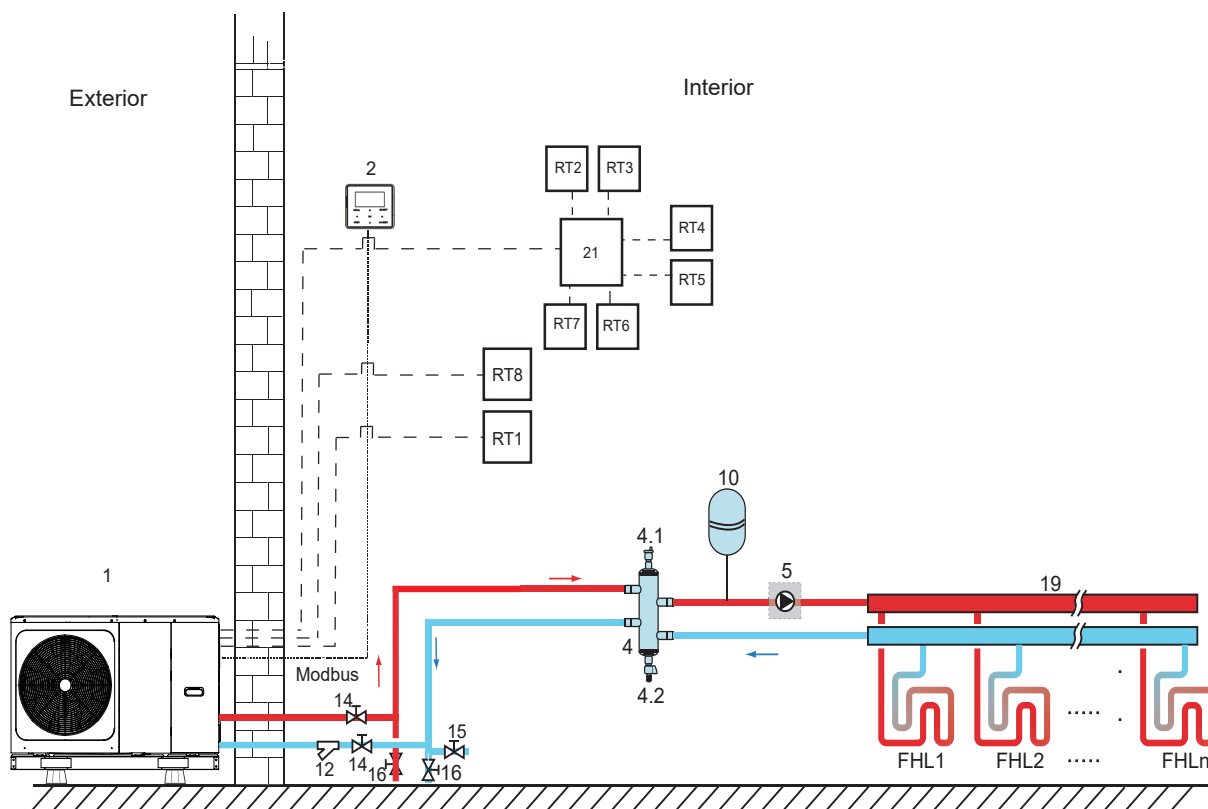 Exterior
Interior
2
RT2
RT3
RT4
21
RT5
RT7
RT6
RT8
RT1
10
4.1
1
5
19
4
4.2
Modbus
14
15
12
14
16
16
FHL1
FHL2
.....
FHLn
.....